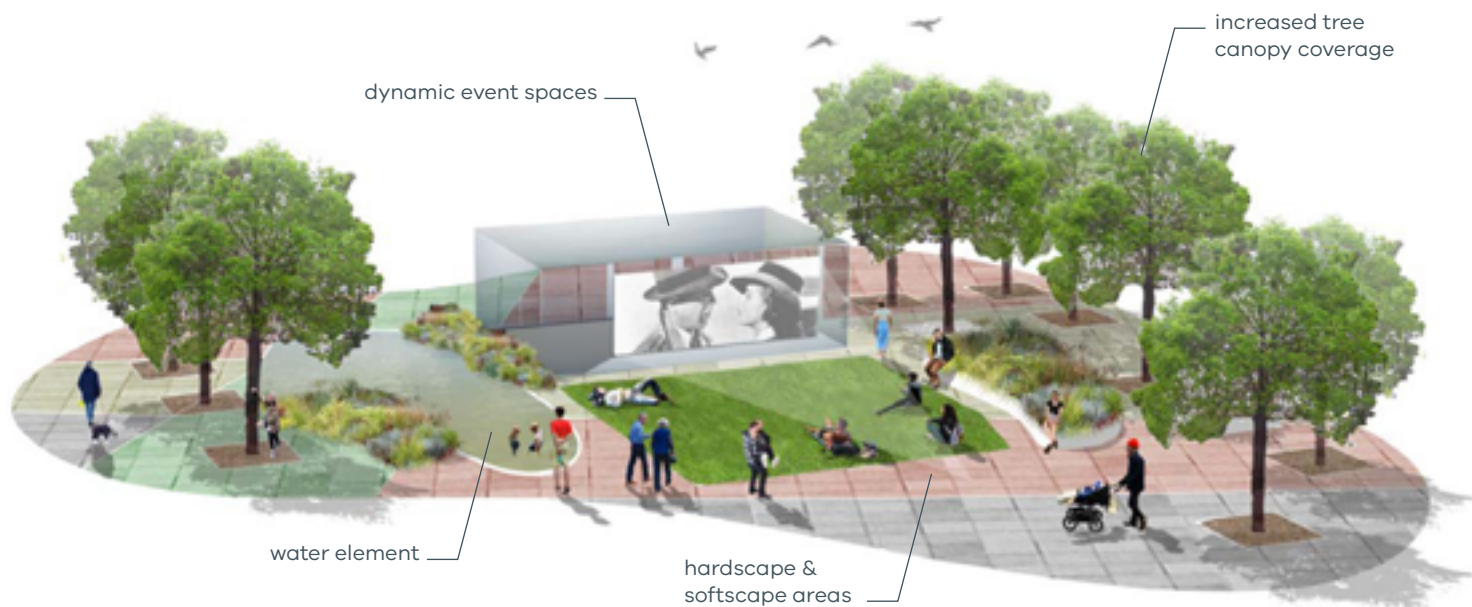 increased tree
canopy coverage
dynamic event spaces
water element
hardscape &
softscape areas